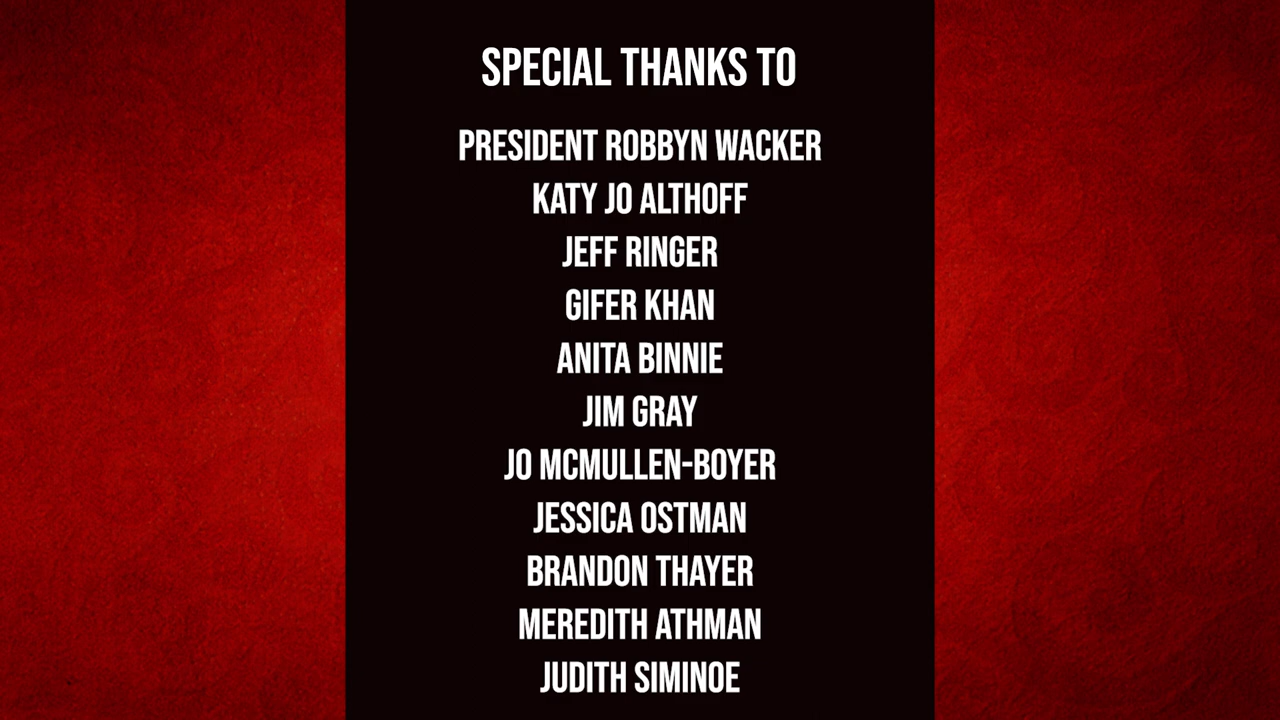 SPECIAL THANKS TO
PRESIDENT ROBBYN WACKER
KATY JO ALTHOFF
JEFF RINGER
GIFER KHAN
ANITA BINNIE
JIM GRAY
JO MCMULLEN-BOYER
JESSICA OSTMAN
BRANDON THAYER
MEREDITH ATHMAN
JUDITH SIMINOE